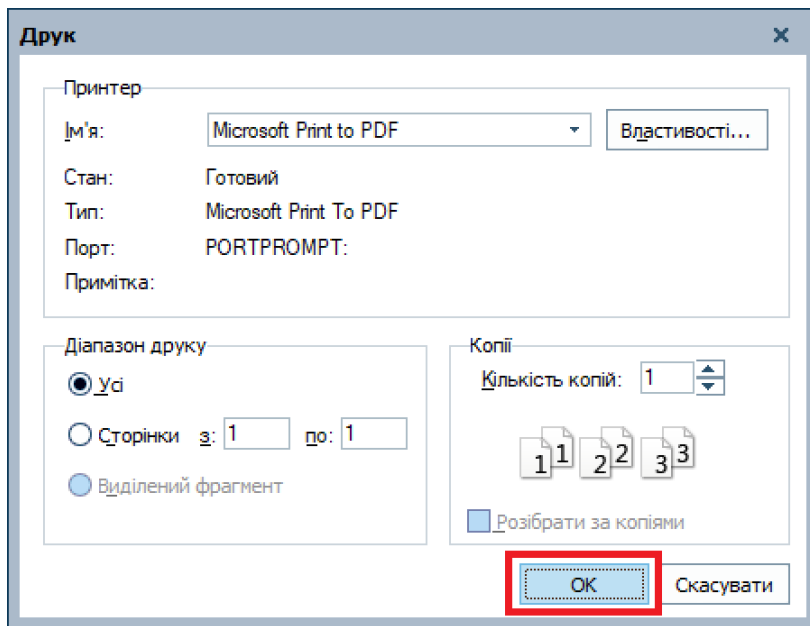 Друк
Принтер
Ім'я: Microsoft Print to PDF Властивості...
Стан: Готовий
Тип: Microsoft Print To PDF
Порт: PORTPROMPT:
Примітка:
Діапазон друку
Усі
Сторінки з: 1 по: 1
Виділений фрагмент
Копії
Кількість копій: 1
1 1 2 2 3 3
Розібрати за копіями
ОК Скасувати